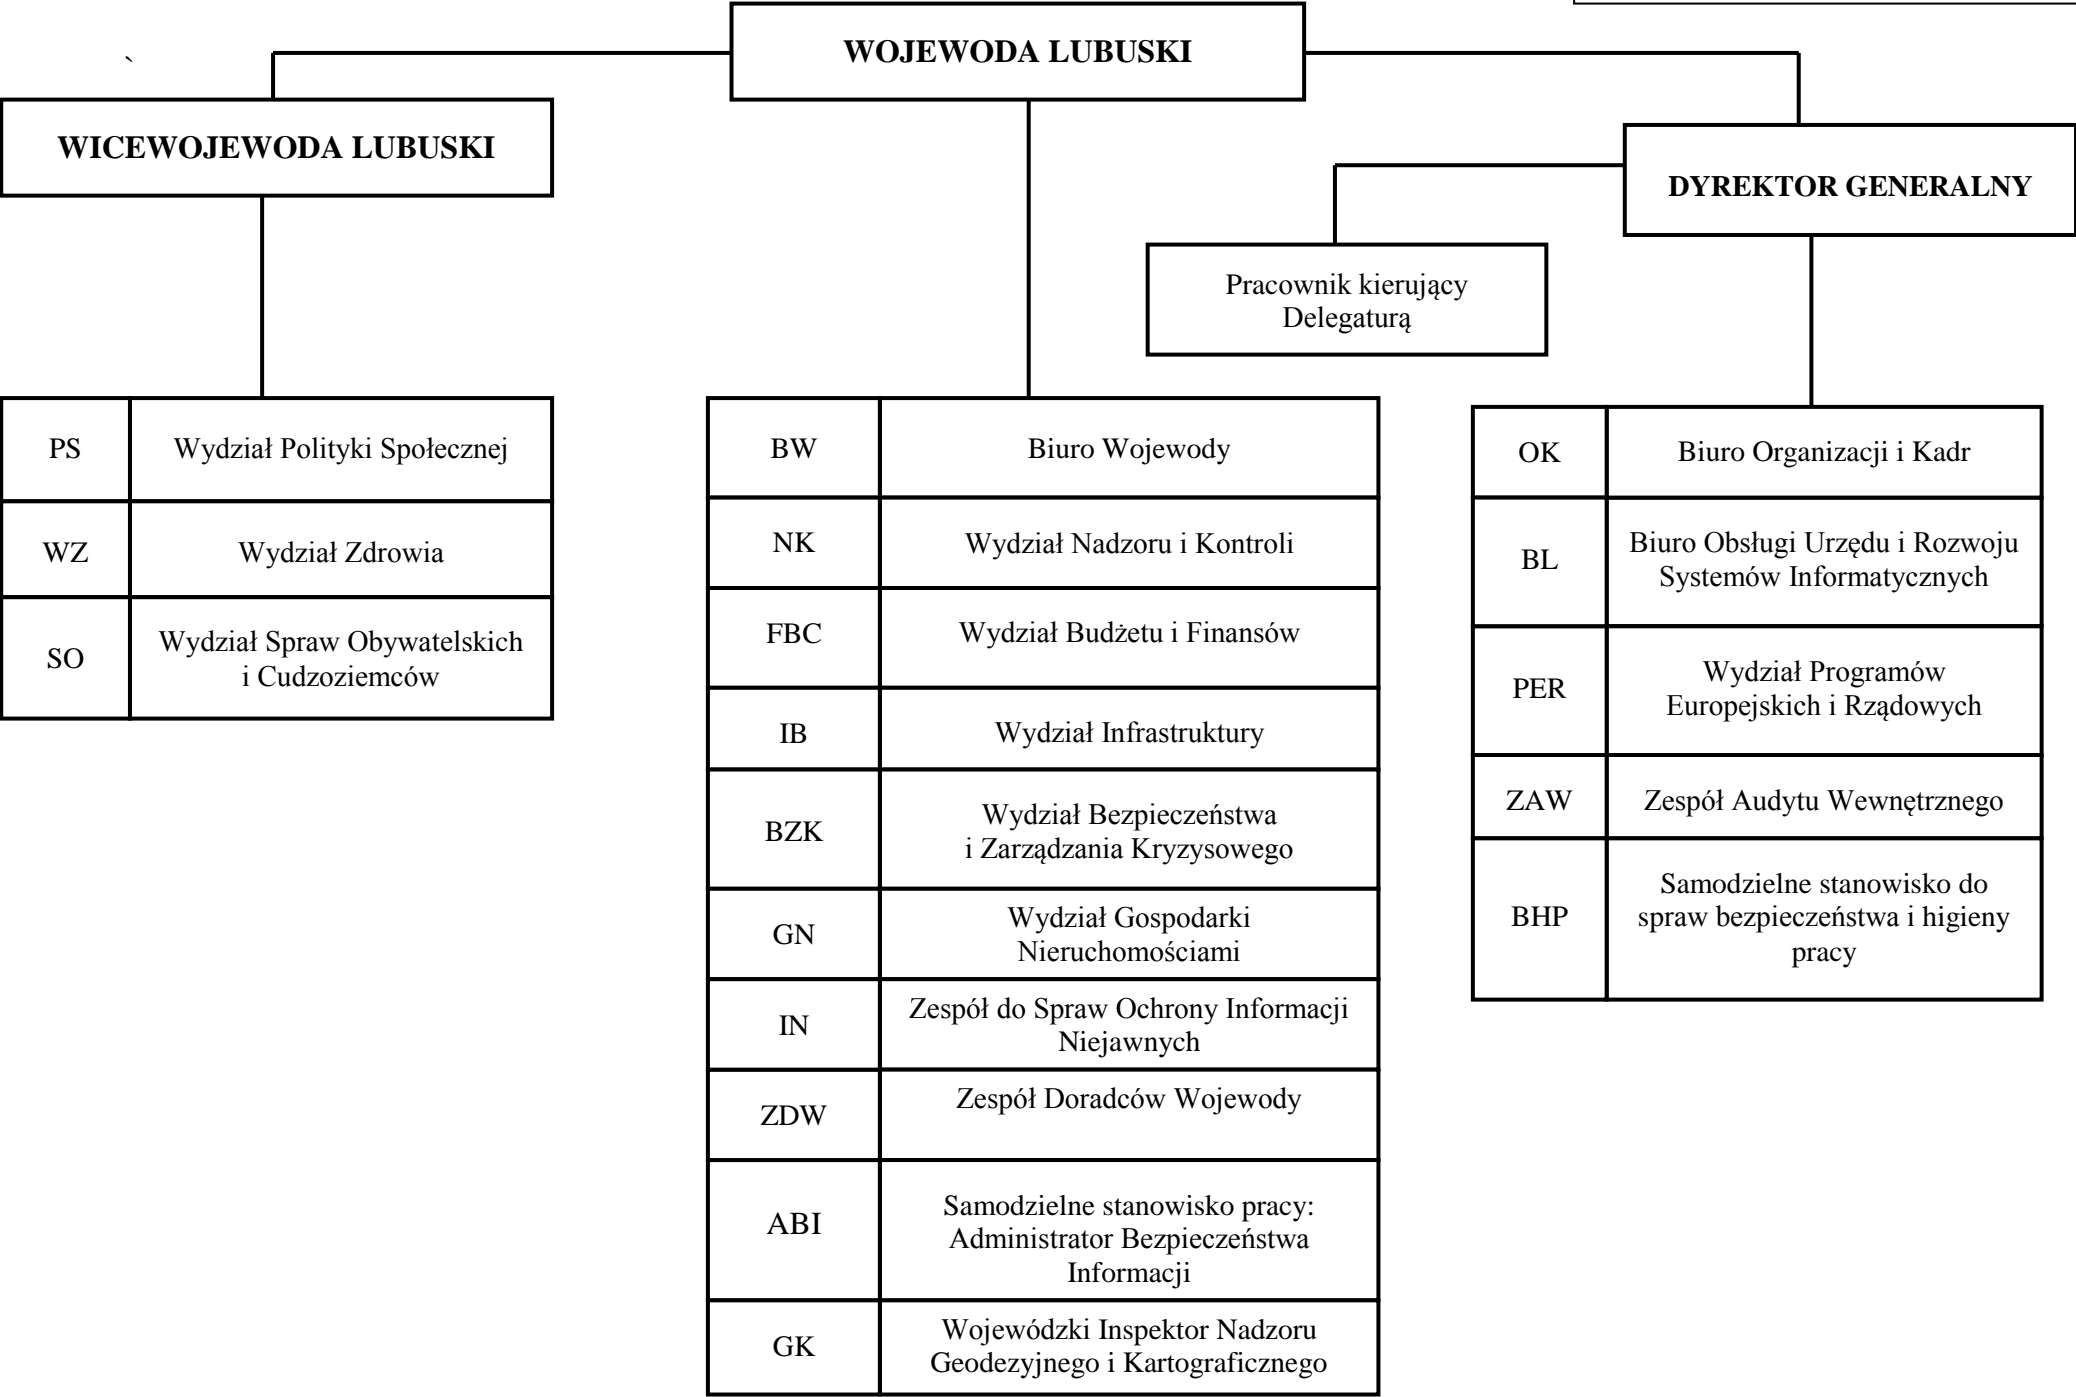 WOJEWODA LUBUSKI
`
WICEWOJEWODA LUBUSKI
DYREKTOR GENERALNY
Pracownik kierujący
Delegaturą
PS
Wydział Polityki Społecznej
WZ
Wydział Zdrowia
SO
Wydział Spraw Obywatelskich
i Cudzoziemców
BW
Biuro Wojewody
NK
Wydział Nadzoru i Kontroli
FBC
Wydział Budżetu i Finansów
IB
Wydział Infrastruktury
BZK
Wydział Bezpieczeństwa
i Zarządzania Kryzysowego
GN
Wydział Gospodarki
Nieruchomościami
IN
Zespół do Spraw Ochrony Informacji
Niejawnych
ZDW
Zespół Doradców Wojewody
ABI
Samodzielne stanowisko pracy:
Administrator Bezpieczeństwa
Informacji
GK
Wojewódzki Inspektor Nadzoru
Geodezyjnego i Kartograficznego
OK
Biuro Organizacji i Kadr
BL
Biuro Obsługi Urzędu i Rozwoju
Systemów Informatycznych
PER
Wydział Programów
Europejskich i Rządowych
ZAW
Zespół Audytu Wewnętrznego
BHP
Samodzielne stanowisko do
spraw bezpieczeństwa i higieny
pracy